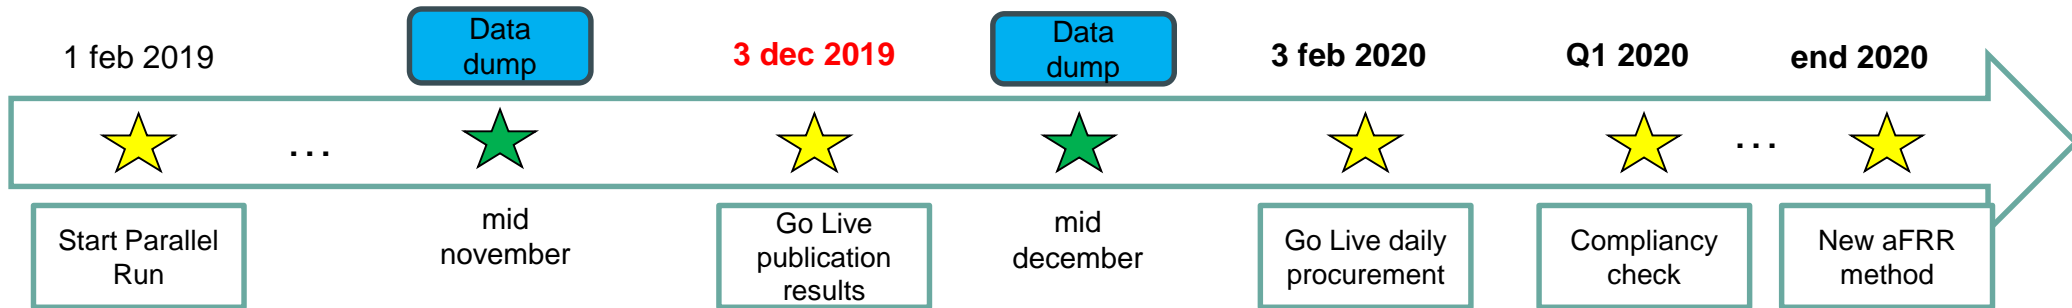 1 feb 2019
Data
dump
3 dec 2019
Data
dump
3 feb 2020
Q1 2020
end 2020
...
...
Start Parallel
Run
mid
november
Go Live
publication
results
mid
december
Go Live daily
procurement
Compliancy
check
New aFRR
method